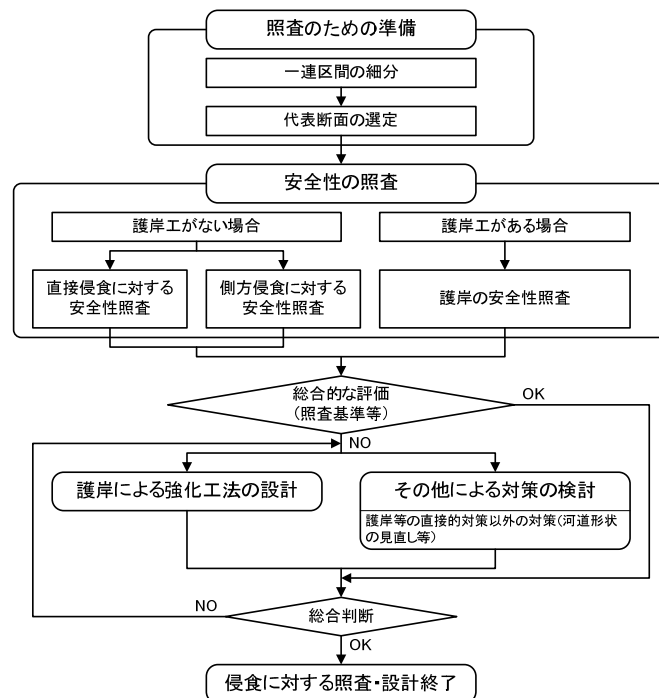 照査のための準備
一連区間の細分
代表断面の選定
安全性の照査
護岸工がない場合
護岸工がある場合
直接侵食に対する
安全性照査
側方侵食に対する
安全性照査
護岸の安全性照査
総合的な評価
(照査基準等)
OK
NO
護岸による強化工法の設計
その他による対策の検討
護岸等の直接的対策以外の対策(河道形状
の見直し等)
NO
総合判断
OK
侵食に対する照査・設計終了